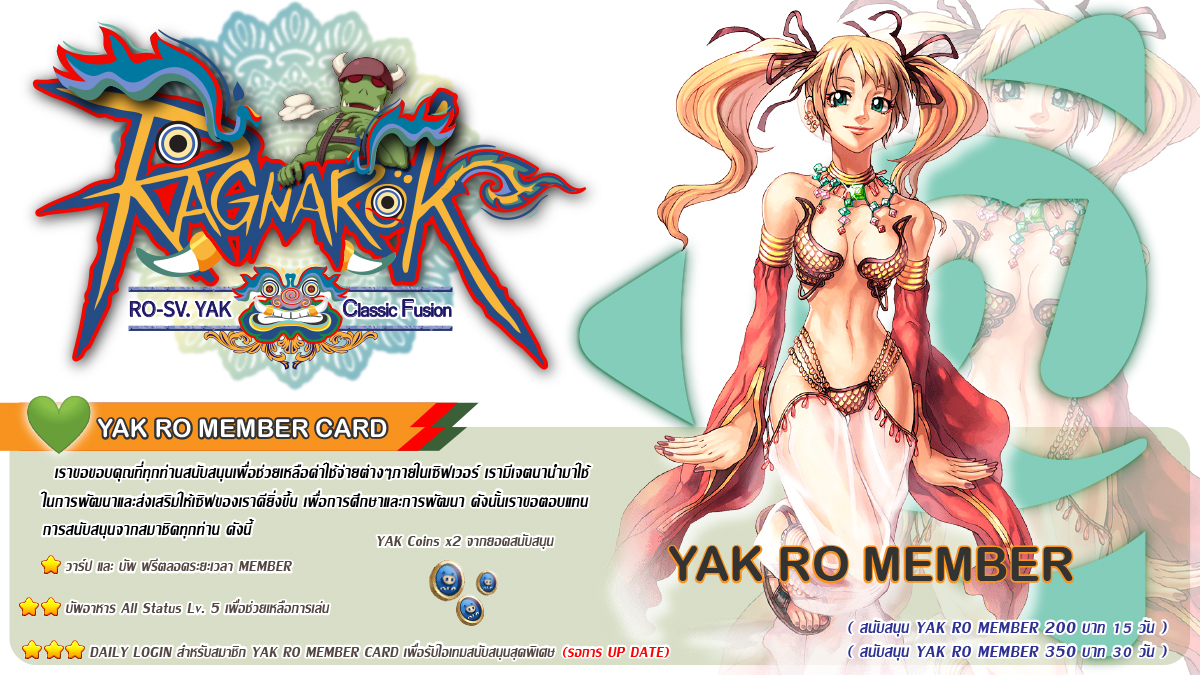 RAGNARÖK
RO-SV. YAK Classic Fusion
YAK RO MEMBER CARD
เราขอขอบคุณที่ทุกท่านสนับสนุนเพื่อช่วยเหลือค่าใช้จ่ายต่างๆภายในเซิฟเวอร์ เรามีเจตนานำมาใช้
ในการพัฒนาและส่งเสริมให้เซิฟของเราดียิ่งขึ้น เพื่อการศึกษาและการพัฒนา ดังนั้นเราขอตอบแทน
การสนับสนุนจากสมาชิกทุกท่าน ดังนี้
YAK Coins x2 จากยอดสนับสนุน
วาร์ป และ บัพ ฟรีตลอดระยะเวลา MEMBER
บัพอาหาร All Status Lv. 5 เพื่อช่วยเหลือการเล่น
DAILY LOGIN สำหรับสมาชิก YAK RO MEMBER CARD เพื่อรับไอเทมสนับสนุนสุดพิเศษ (รอการ UP DATE)
YAK RO MEMBER
( สนับสนุน YAK RO MEMBER 200 บาท 15 วัน )
( สนับสนุน YAK RO MEMBER 350 บาท 30 วัน )